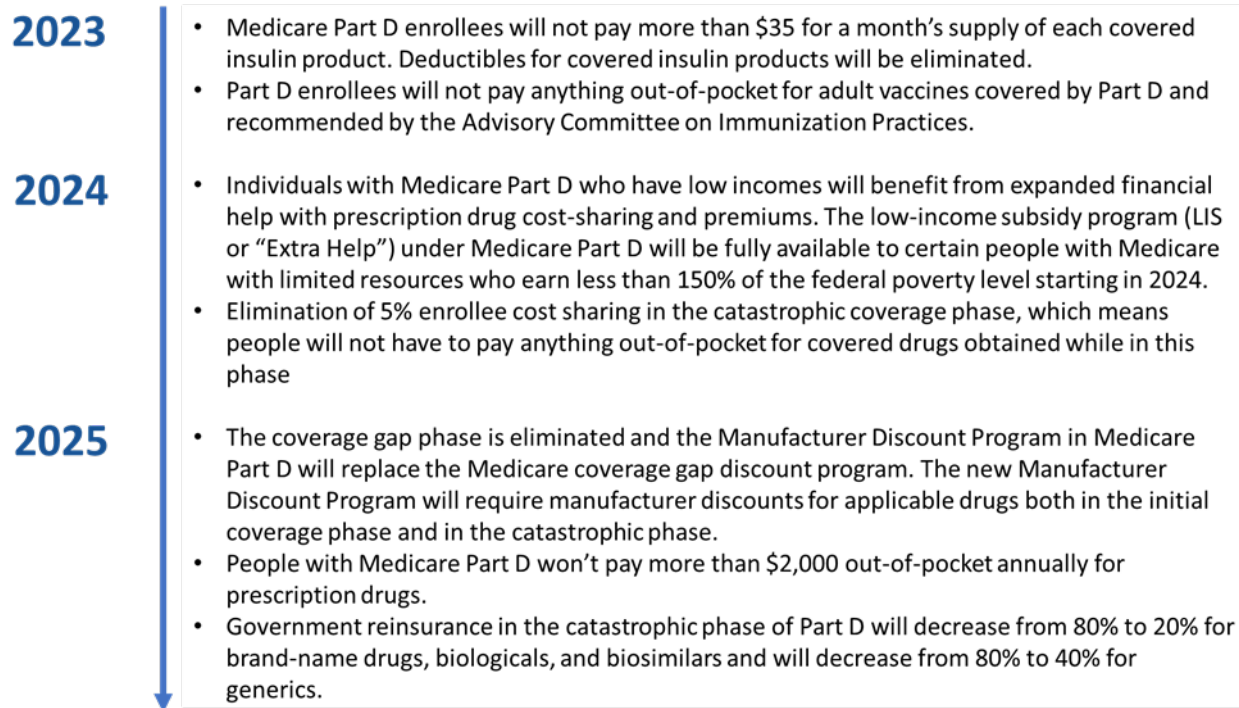 2023
• Medicare Part D enrollees will not pay more than $35 for a month's supply of each covered
insulin product. Deductibles for covered insulin products will be eliminated.
• Part D enrollees will not pay anything out-of-pocket for adult vaccines covered by Part D and
recommended by the Advisory Committee on Immunization Practices.
2024
• Individuals with Medicare Part D who have low incomes will benefit from expanded financial
help with prescription drug cost-sharing and premiums. The low-income subsidy program (LIS
or “Extra Help”) under Medicare Part D will be fully available to certain people with Medicare
with limited resources who earn less than 150% of the federal poverty level starting in 2024.
• Elimination of 5% enrollee cost sharing in the catastrophic coverage phase, which means
people will not have to pay anything out-of-pocket for covered drugs obtained while in this
phase
2025
• The coverage gap phase is eliminated and the Manufacturer Discount Program in Medicare
Part D will replace the Medicare coverage gap discount program. The new Manufacturer
Discount Program will require manufacturer discounts for applicable drugs both in the initial
coverage phase and in the catastrophic phase.
• People with Medicare Part D won't pay more than $2,000 out-of-pocket annually for
prescription drugs.
• Government reinsurance in the catastrophic phase of Part D will decrease from 80% to 20% for
brand-name drugs, biologicals, and biosimilars and will decrease from 80% to 40% for
generics.